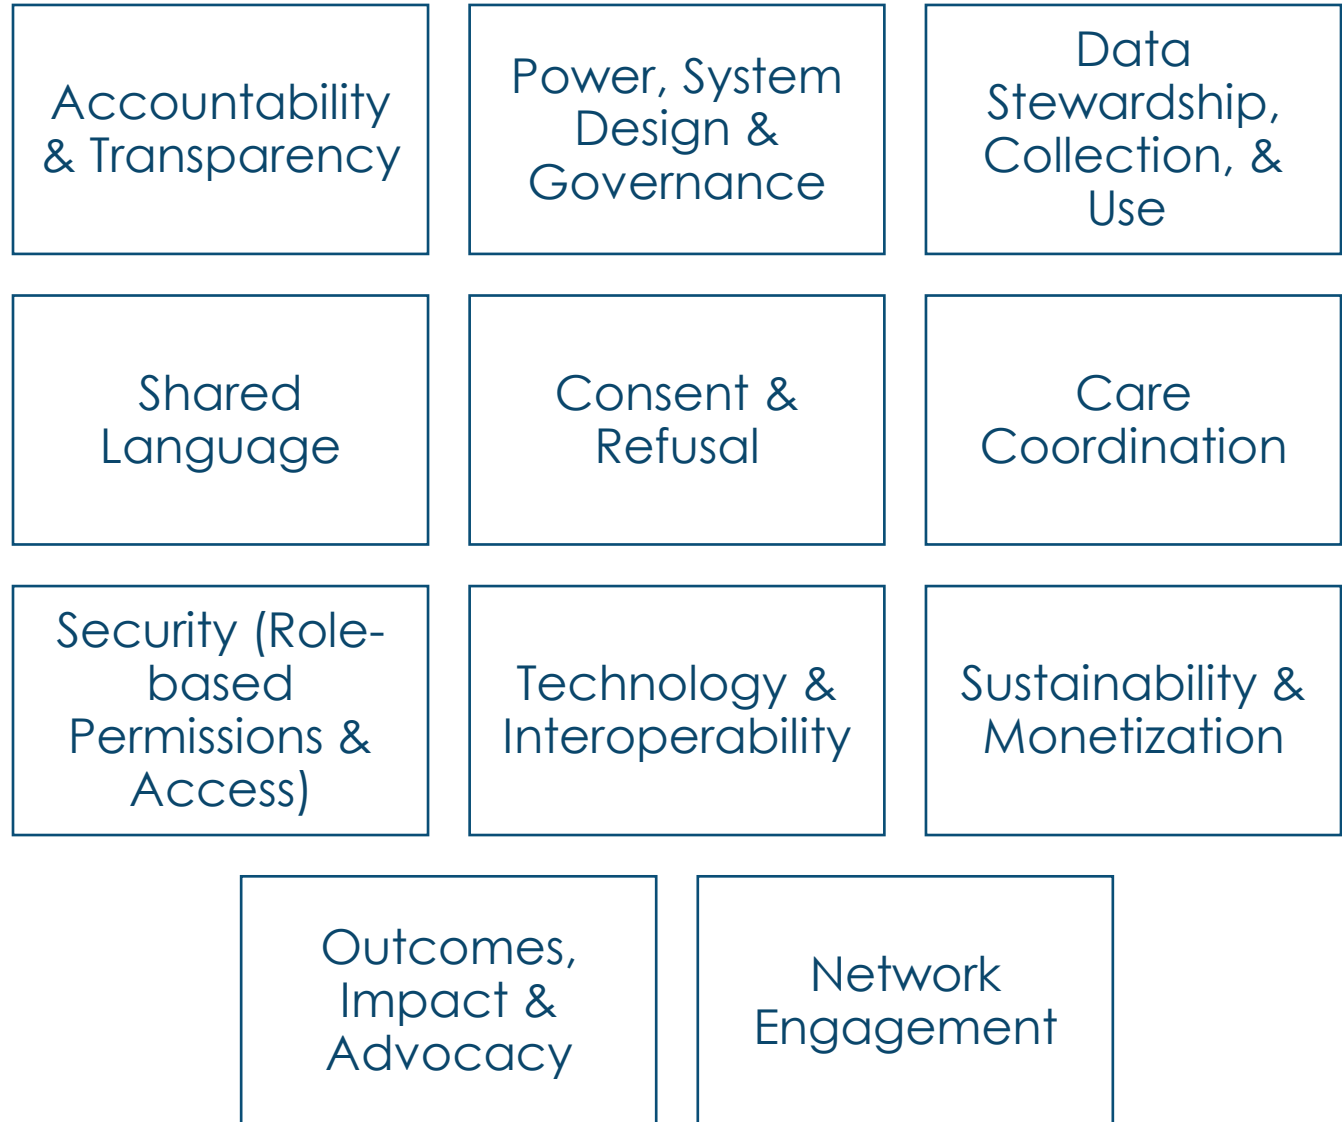 Accountability
& Transparency
Power, System
Design &
Governance
Data
Stewardship,
Collection, &
Use
Shared
Language
Consent &
Refusal
Care
Coordination
Security (Role-
based
Permissions &
Access)
Technology &
Interoperability
Sustainability &
Monetization
Outcomes,
Impact &
Advocacy
Network
Engagement